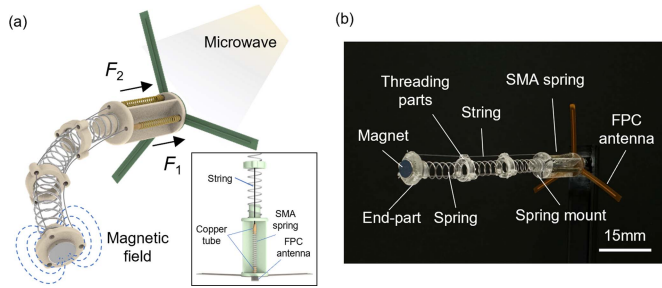 (a)
Microwave
F2
F1
Magnetic
field
String
Copper
tube
SMA
spring
FPC
antenna
(b)
Threading
parts
SMA spring
String
FPC
antenna
Magnet
End-part
Spring
Spring mount
15mm